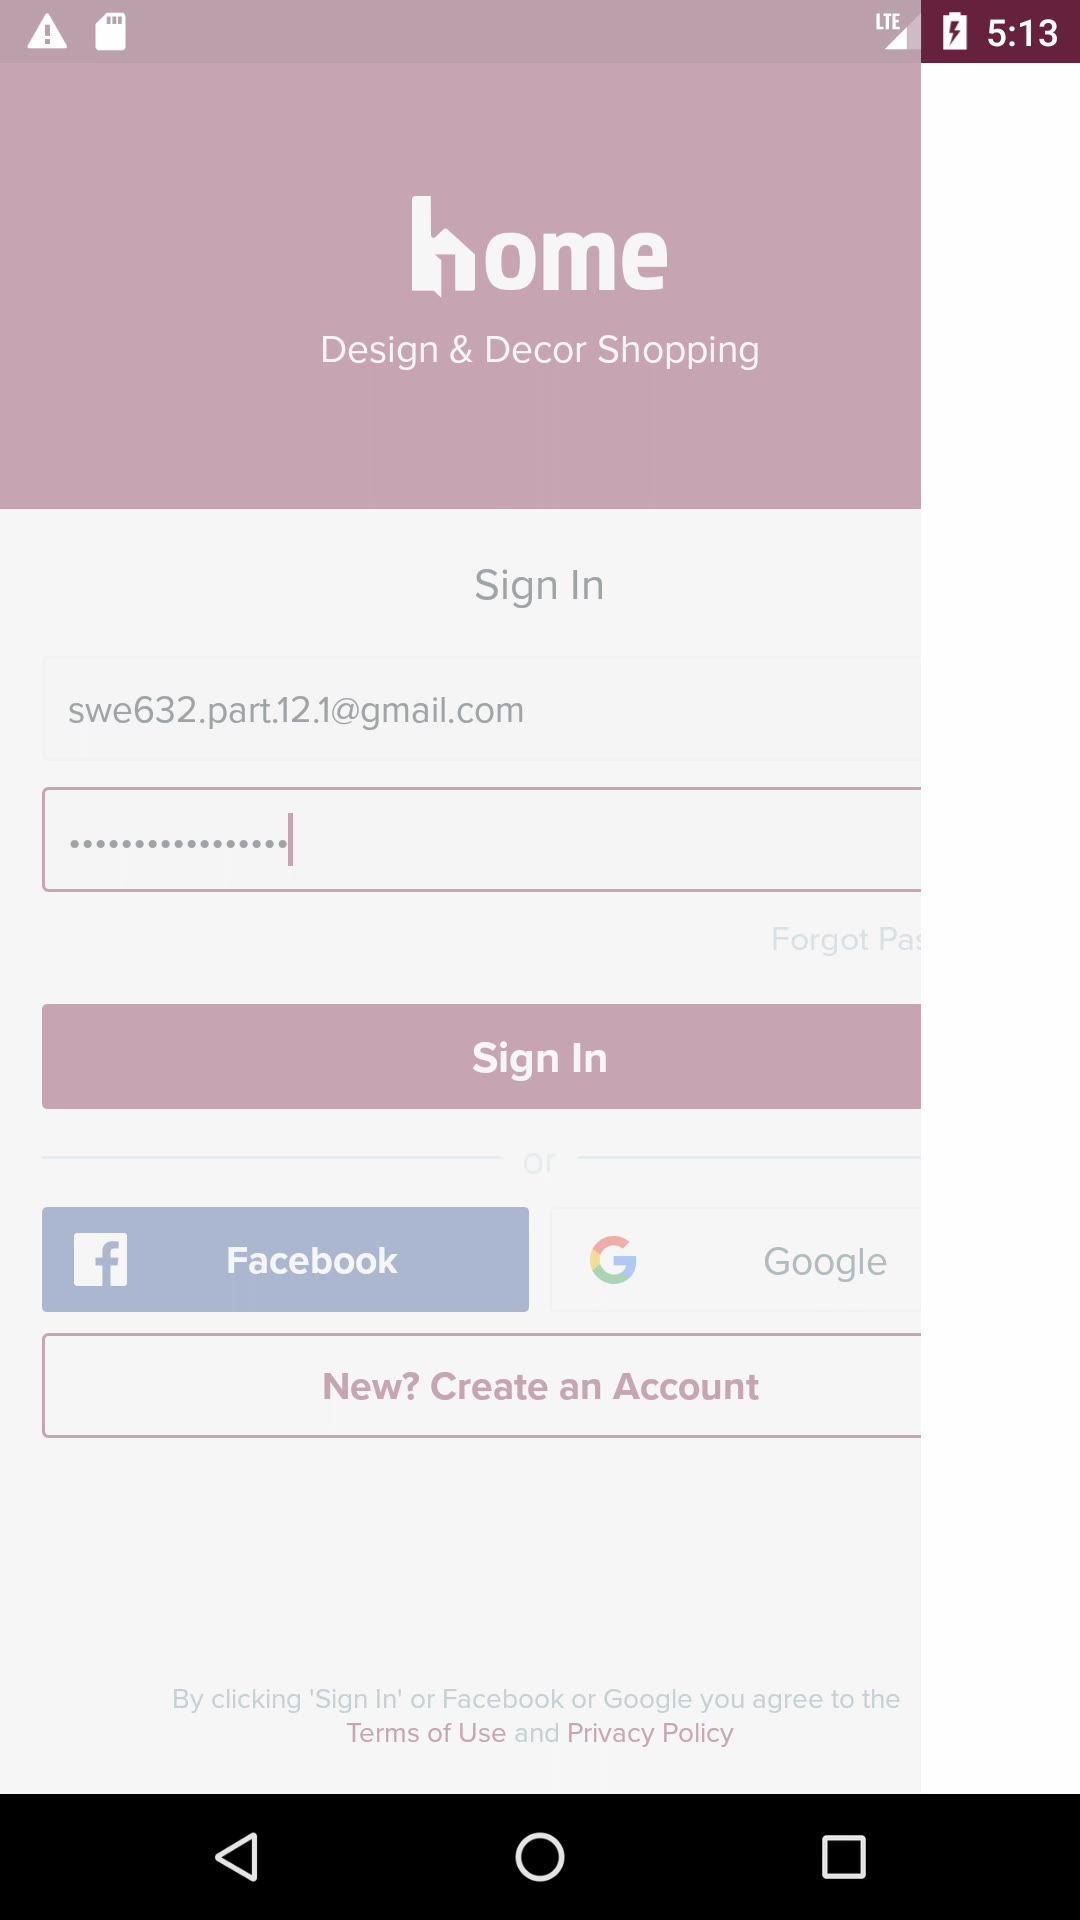 LTE 5:13
home
Design & Decor Shopping
Sign In
swe632.part.12.1@gmail.com
•••••••••••••••••
Forgot
Sign In
or
Facebook
Google
New? Create an Account
By clicking 'Sign In' or Facebook or Google you agree to the
Terms of Use and Privacy Policy